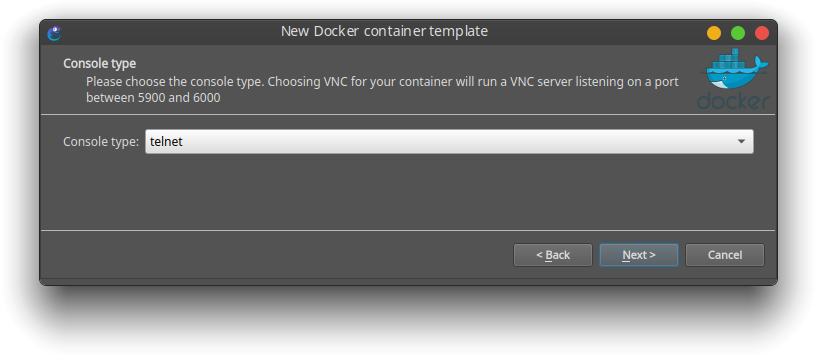 New Docker container template
Console type
Please choose the console type. Choosing VNC for your container will run a VNC server listening on a port
between 5900 and 6000
docker
Console type: telnet
< Back Next > Cancel